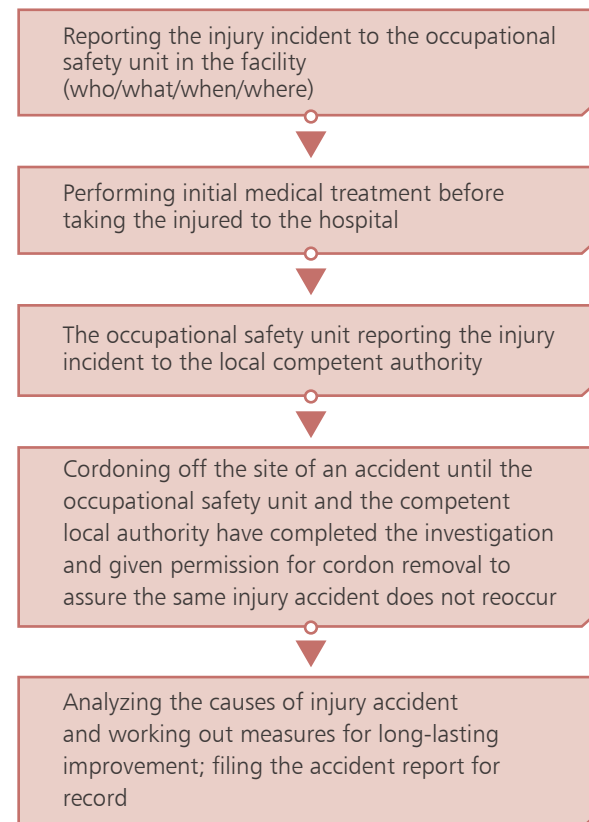 Reporting the injury incident to the occupational
safety unit in the facility
(who/what/when/where)
Performing initial medical treatment before
taking the injured to the hospital
The occupational safety unit reporting the injury
incident to the local competent authority
Cordoning off the site of an accident until the
occupational safety unit and the competent
local authority have completed the investigation
and given permission for cordon removal to
assure the same injury accident does not reoccur
Analyzing the causes of injury accident
and working out measures for long-lasting
improvement; filing the accident report for
record